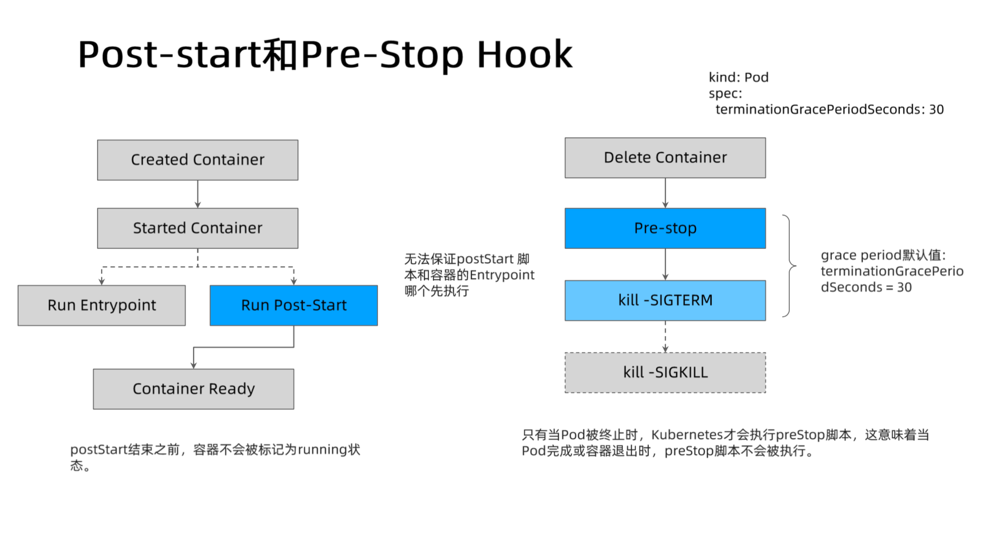 Post-start和Pre-Stop Hook
kind: Pod
spec:
terminationGracePeriodSeconds: 30
Created Container
Started Container
Run Entrypoint
Run Post-Start
Container Ready
postStart结束之前，容器不会被标记为running状
态。
无法保证postStart 脚
本和容器的Entrypoint
哪个先执行
Delete Container
Pre-stop
kill -SIGTERM
kill -SIGKILL
grace period默认值:
terminationGracePerio
dSeconds = 30
只有当Pod被终止时，Kubernetes才会执行preStop脚本，这意味着当
Pod完成或容器退出时，preStop脚本不会被执行。